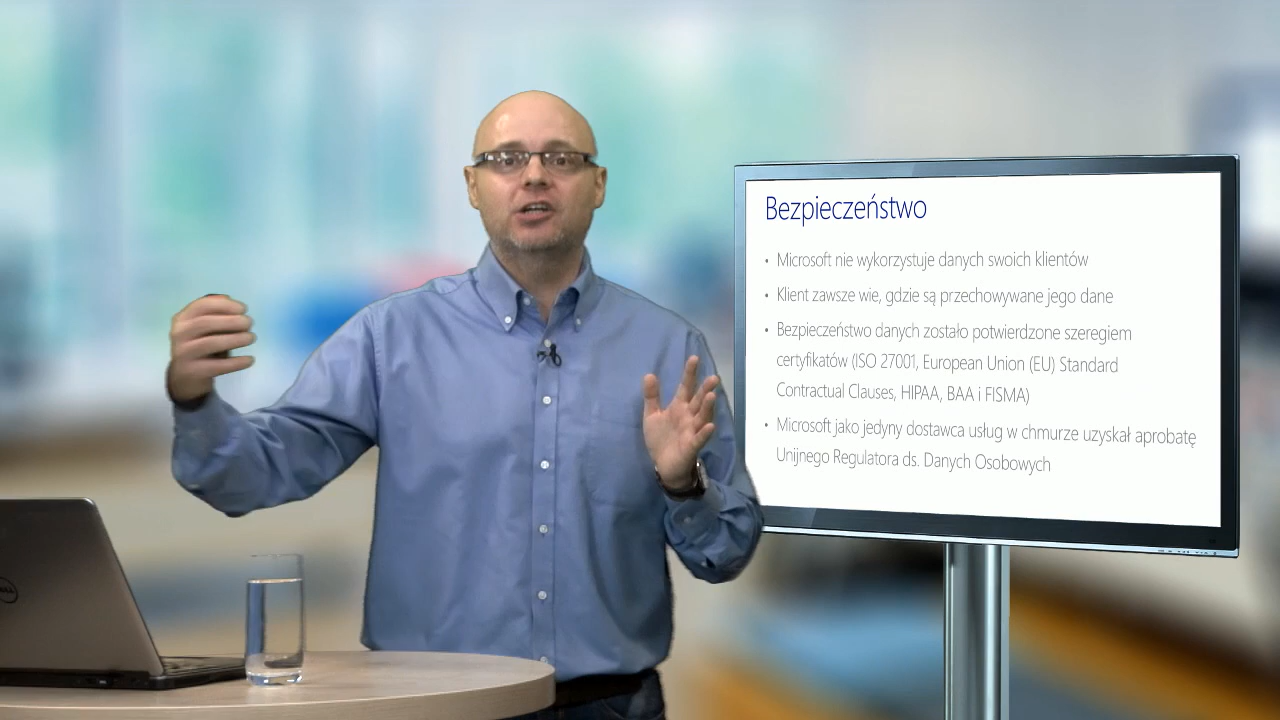 Bezpieczeństwo
• Microsoft nie wykorzystuje danych swoich klientów
• Klient zawsze wie, gdzie są przechowywane jego dane
• Bezpieczeństwo danych zostało potwierdzone szeregiem
certyfikatów (ISO 27001, European Union (EU) Standard
Contractual Clauses, HIPAA, BAA i FISMA)
• Microsoft jako jedyny dostawca usług w chmurze uzyskał aprobatę
Unijnego Regulatora ds. Danych Osobowych
DELL